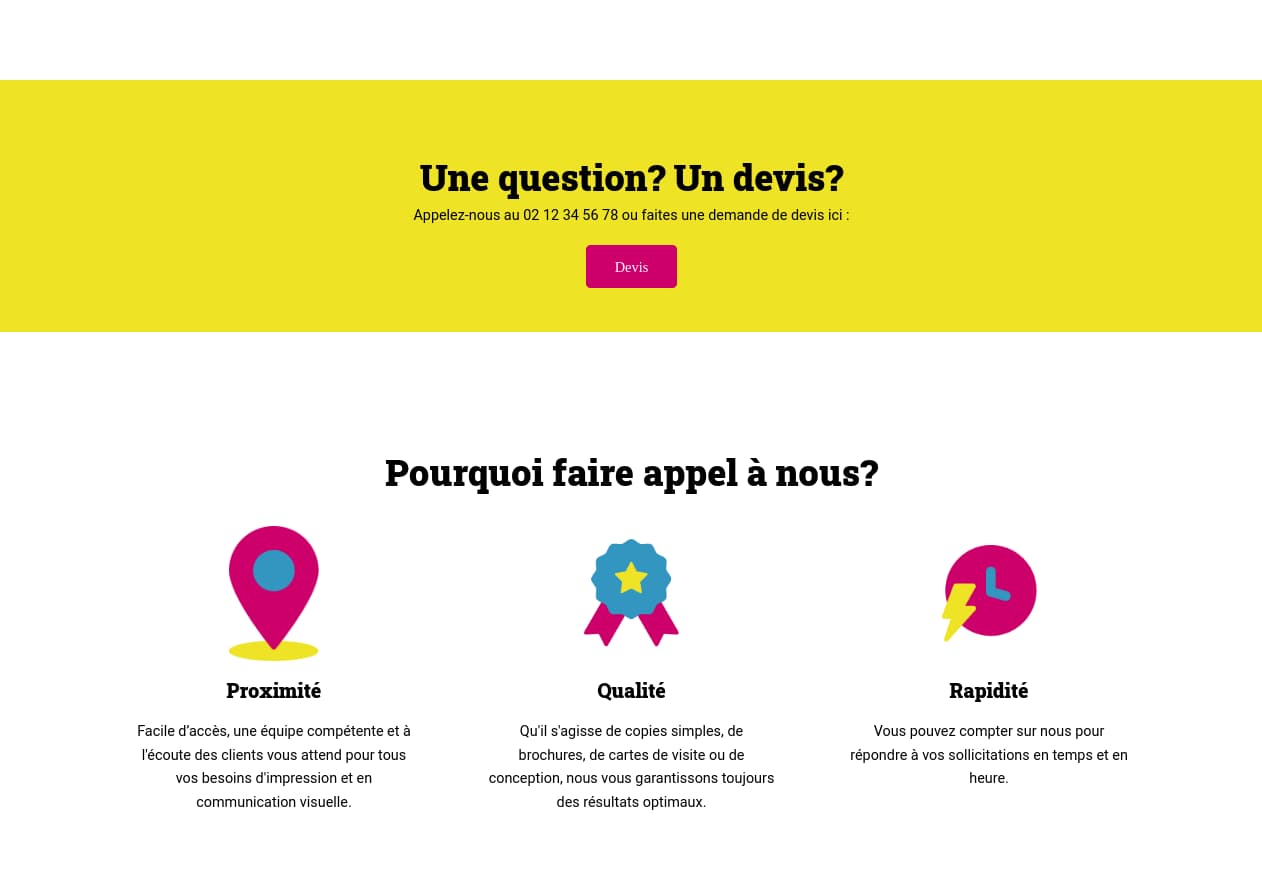 Une question? Un devis?
Appelez-nous au 02 12 34 56 78 ou faites une demande de devis ici :
Devis
Pourquoi faire appel à nous?
Proximité
Facile d’accès, une équipe compétente et à
l'écoute des clients vous attend pour tous
vos besoins d'impression et en
communication visuelle.
Qualité
Qu'il s'agisse de copies simples, de
brochures, de cartes de visite ou de
conception, nous vous garantissons toujours
des résultats optimaux.
Rapidité
Vous pouvez compter sur nous pour
répondre à vos sollicitations en temps et en
heure.